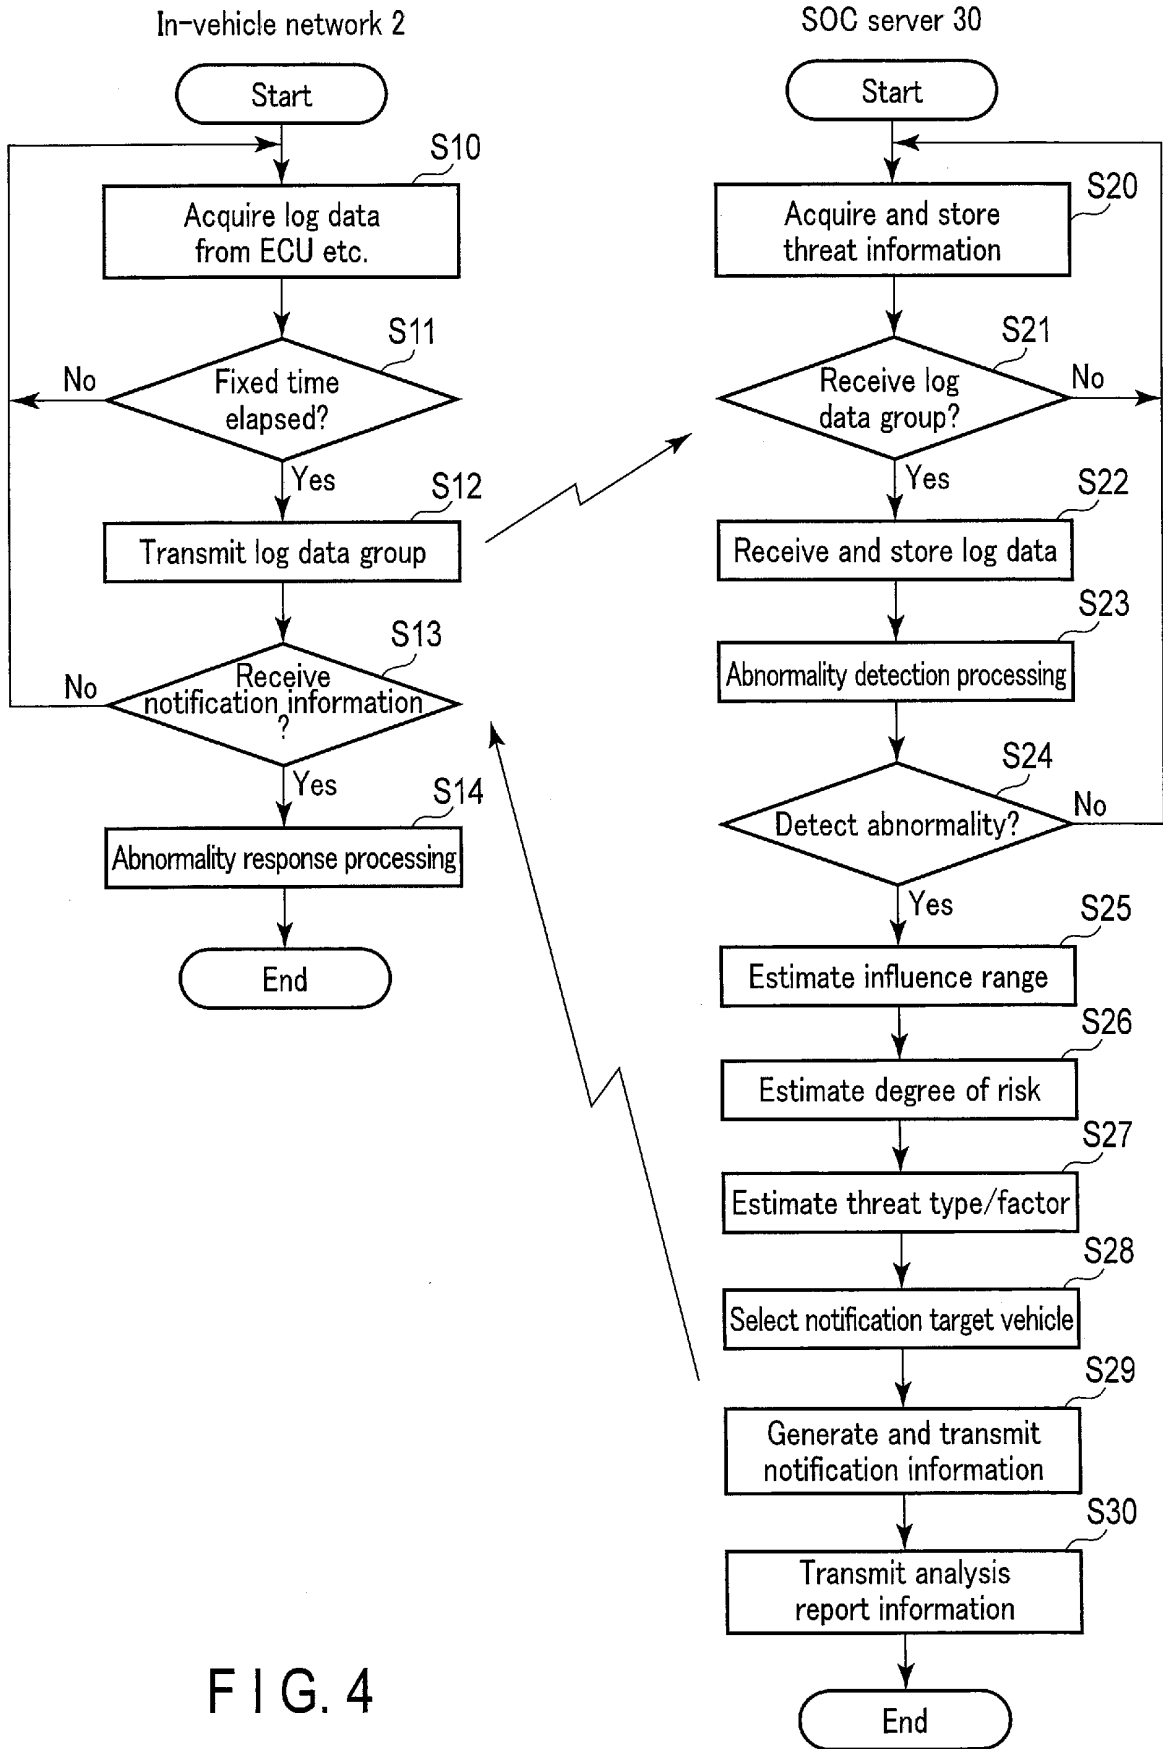 In-vehicle network 2
Start
S10
Acquire log data
from ECU etc.
S11
Fixed time
elapsed?
No
Yes
S12
Transmit log data group
S13
Receive
notification information
?
No
Yes
S14
Abnormality response processing
End
SOC server 30
Start
S20
Acquire and store
threat information
S21
Receive log
data group?
No
Yes
S22
Receive and store log data
S23
Abnormality detection processing
S24
Detect abnormality?
No
Yes
S25
Estimate influence range
S26
Estimate degree of risk
S27
Estimate threat type/factor
S28
Select notification target vehicle
S29
Generate and transmit
notification information
S30
Transmit analysis
report information
End
FIG. 4